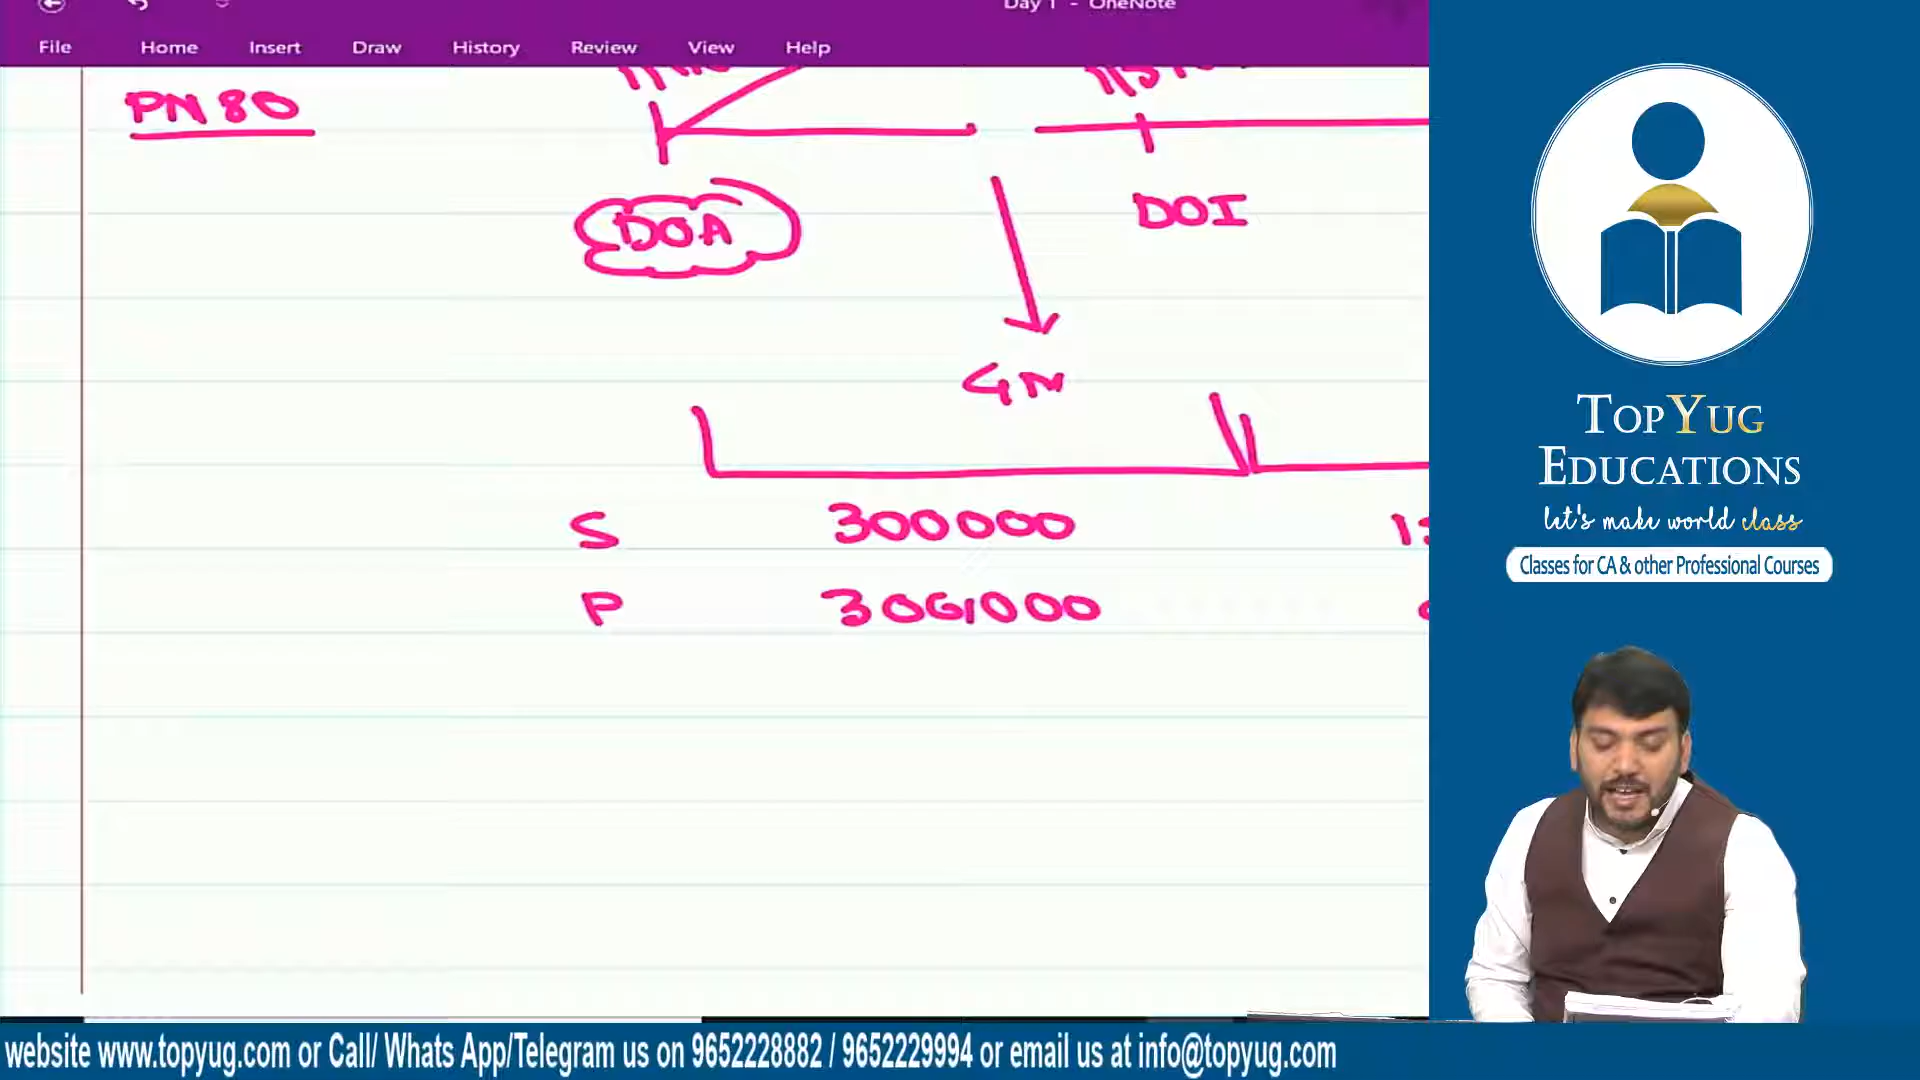 Day 1 - OneNote
File Home Insert Draw History Review View Help
PN 80
DOA
DOI
4M
S 300000
P 306,000
TOPYUG
EDUCATIONS
let's make world class
Classes for CA & other Professional Courses
website www.topyug.com or Call/ Whats App/Telegram us on 9652228882 / 9652229994 or email us at info@topyug.com